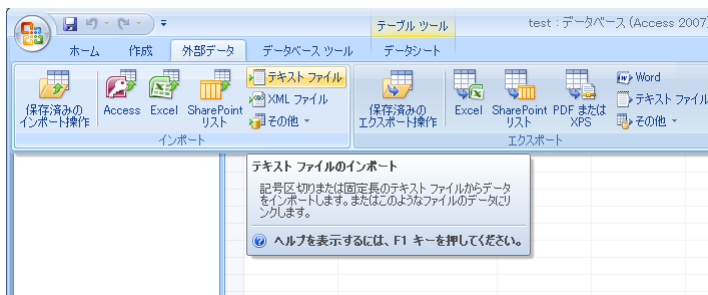 テーブル ツール
test : データベース (Access 2007)
ホーム
作成
外部データ
データベース ツール
データシート
保存済みの
インポート操作
Access
Excel
SharePoint
リスト
テキスト ファイル
XML ファイル
その他
インポート
保存済みの
エクスポート操作
Excel
SharePoint
リスト
PDF または
XPS
Word
テキスト ファイル
その他
エクスポート
テキスト ファイルのインポート
記号区切りまたは固定長のテキスト ファイルからデータ
をインポートします。またはこのようなファイルのデータにリ
ンクします。
ヘルプを表示するには、F1 キーを押してください。